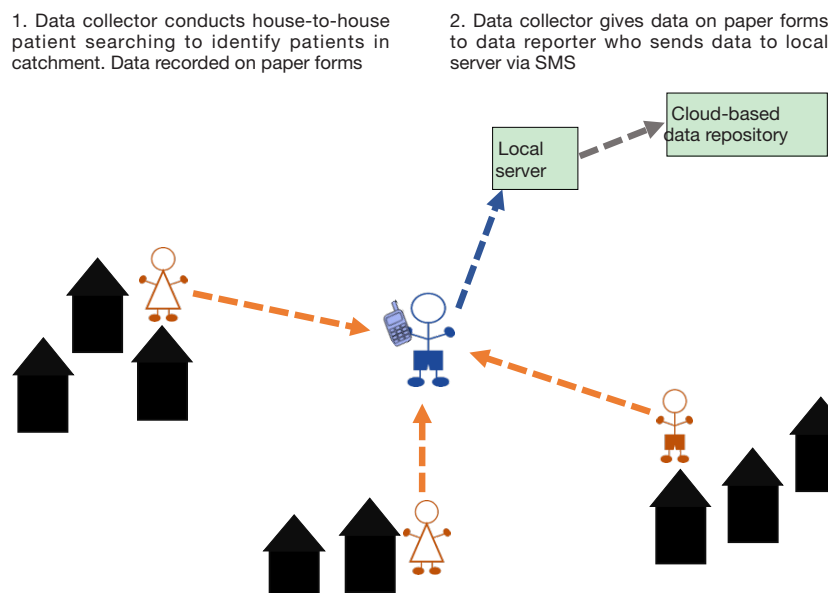 1. Data collector conducts house-to-house
patient searching to identify patients in
catchment. Data recorded on paper forms
2. Data collector gives data on paper forms
to data reporter who sends data to local
server via SMS
Cloud-based
data repository
Local
server